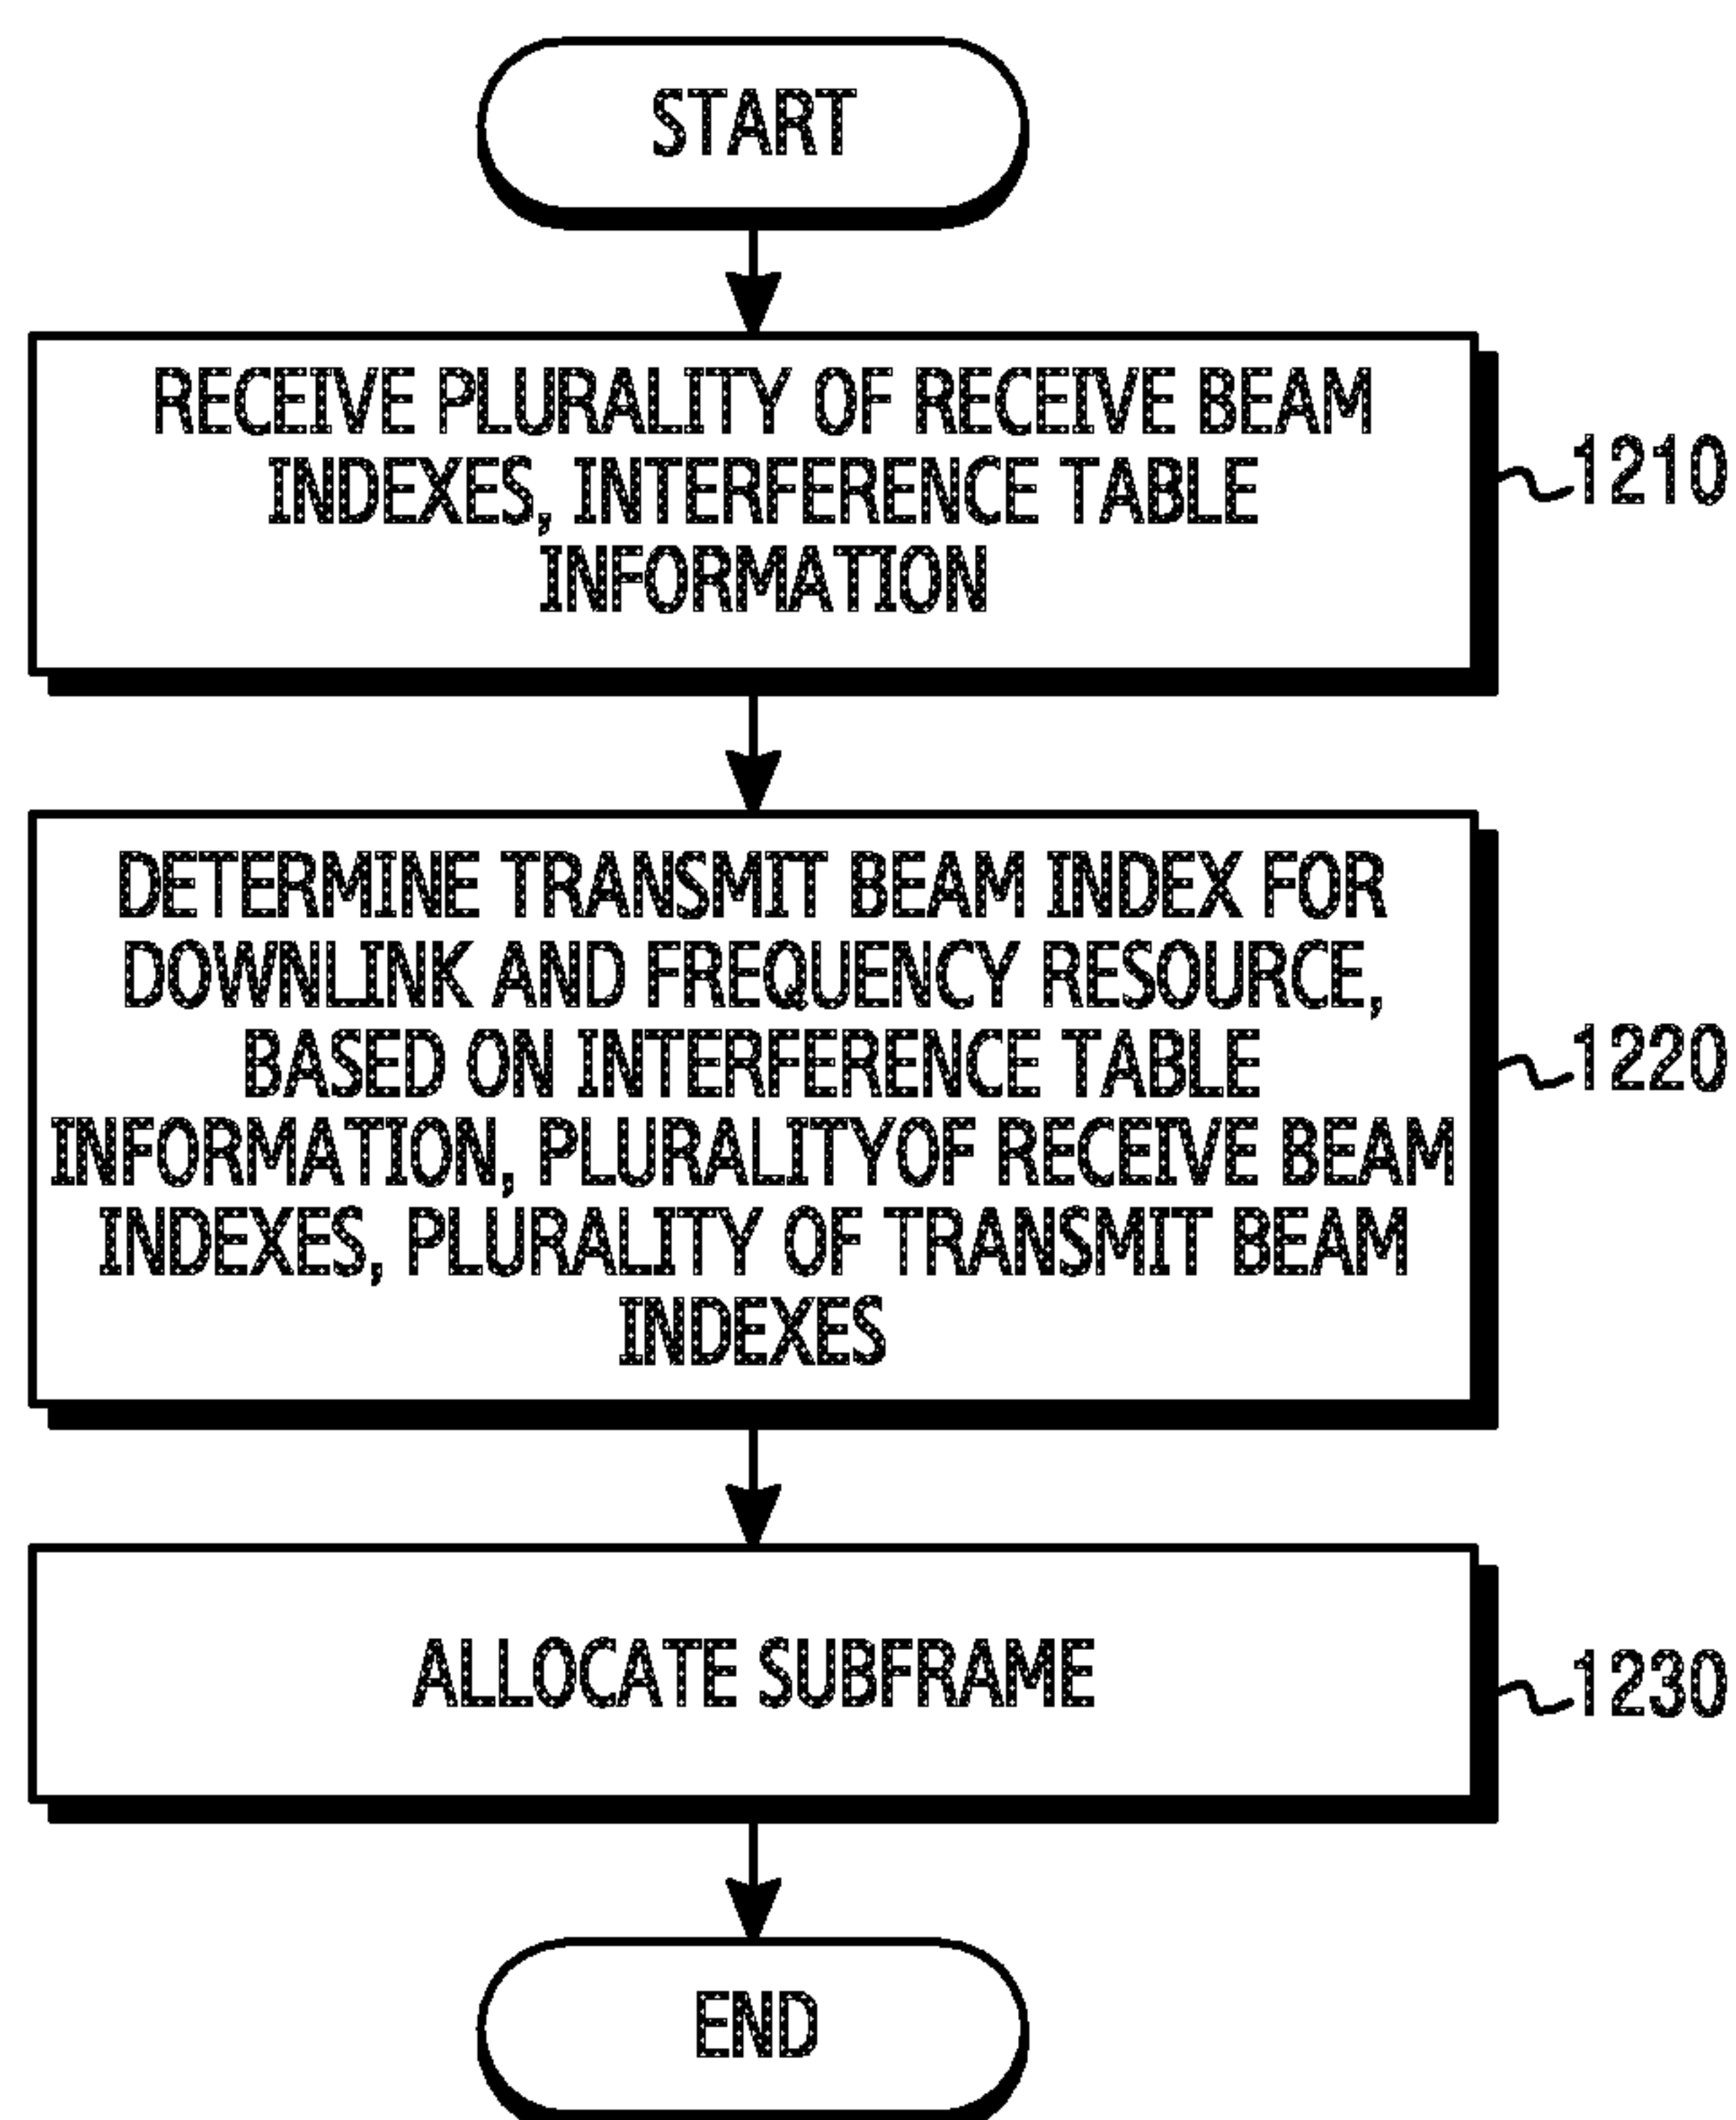 START
RECEIVE PLURALITY OF RECEIVE BEAM
INDEXES, INTERFERENCE TABLE
INFORMATION
1210
DETERMINE TRANSMIT BEAM INDEX FOR
DOWNLINK AND FREQUENCY RESOURCE,
BASED ON INTERFERENCE TABLE
INFORMATION, PLURALITYOF RECEIVE BEAM
INDEXES, PLURALITY OF TRANSMIT BEAM
INDEXES
1220
ALLOCATE SUBFRAME
1230
END